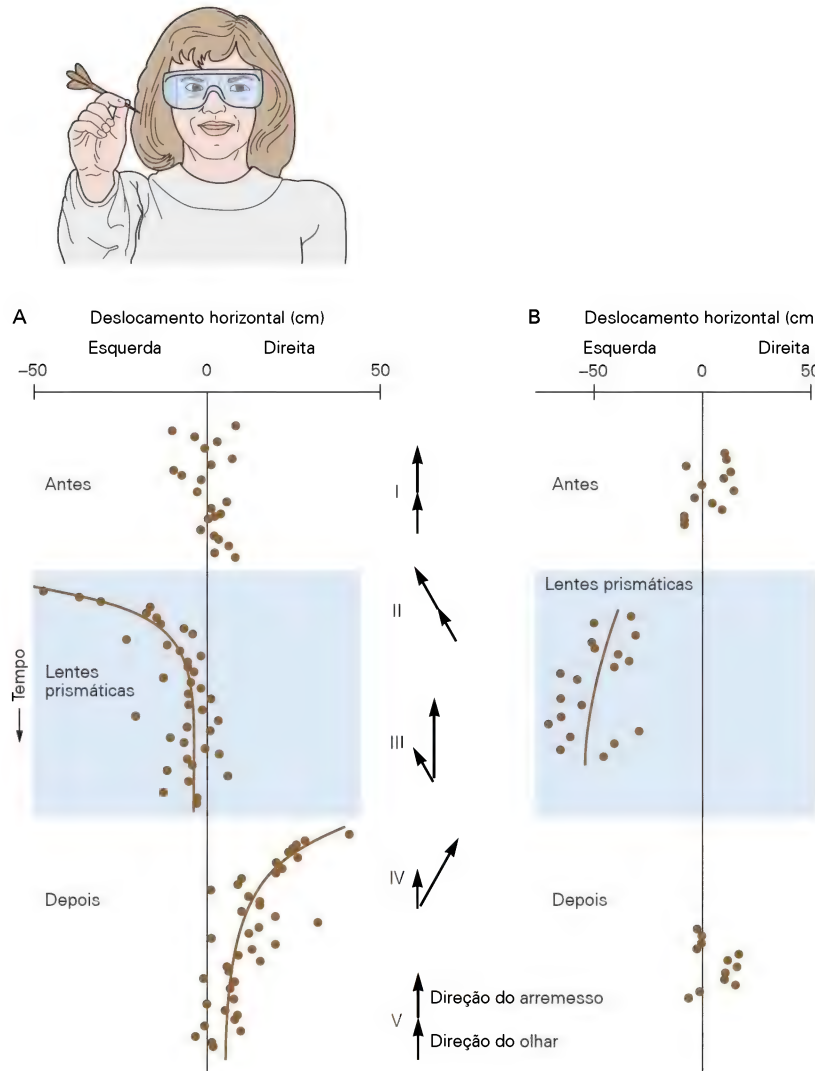 A Deslocamento horizontal (cm)
Esquerda Direita
−50 0 50
Antes
Lentes
prismáticas
Tempo
Depois
I
II
III
IV
V
Direção do arremesso
Direção do olhar
B Deslocamento horizontal (cm
Esquerda Direita
−50 0 50
Antes
Lentes prismáticas
Depois